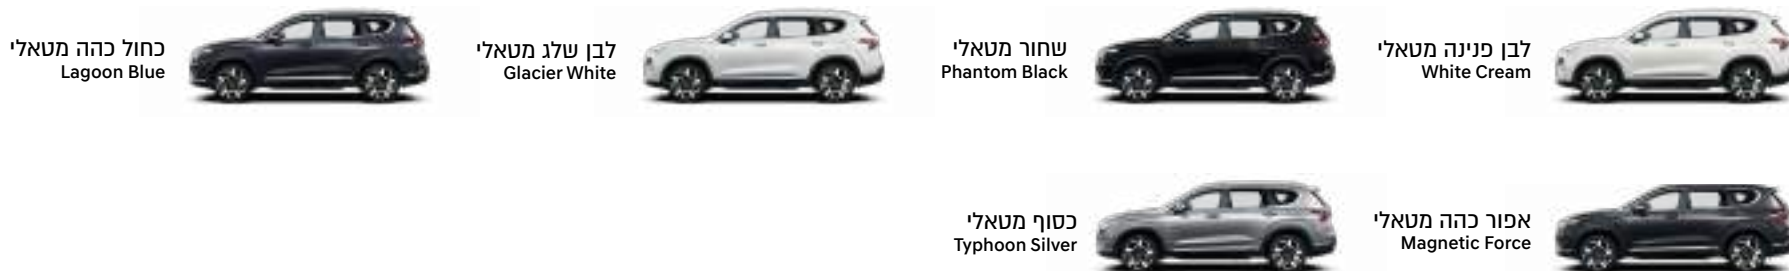 לבן פנינה מטאלי
White Cream
שחור מטאלי
Phantom Black
לבן שלג מטאלי
Glacier White
כחול כהה מטאלי
Lagoon Blue
אפור כהה מטאלי
Magnetic Force
כסוף מטאלי
Typhoon Silver